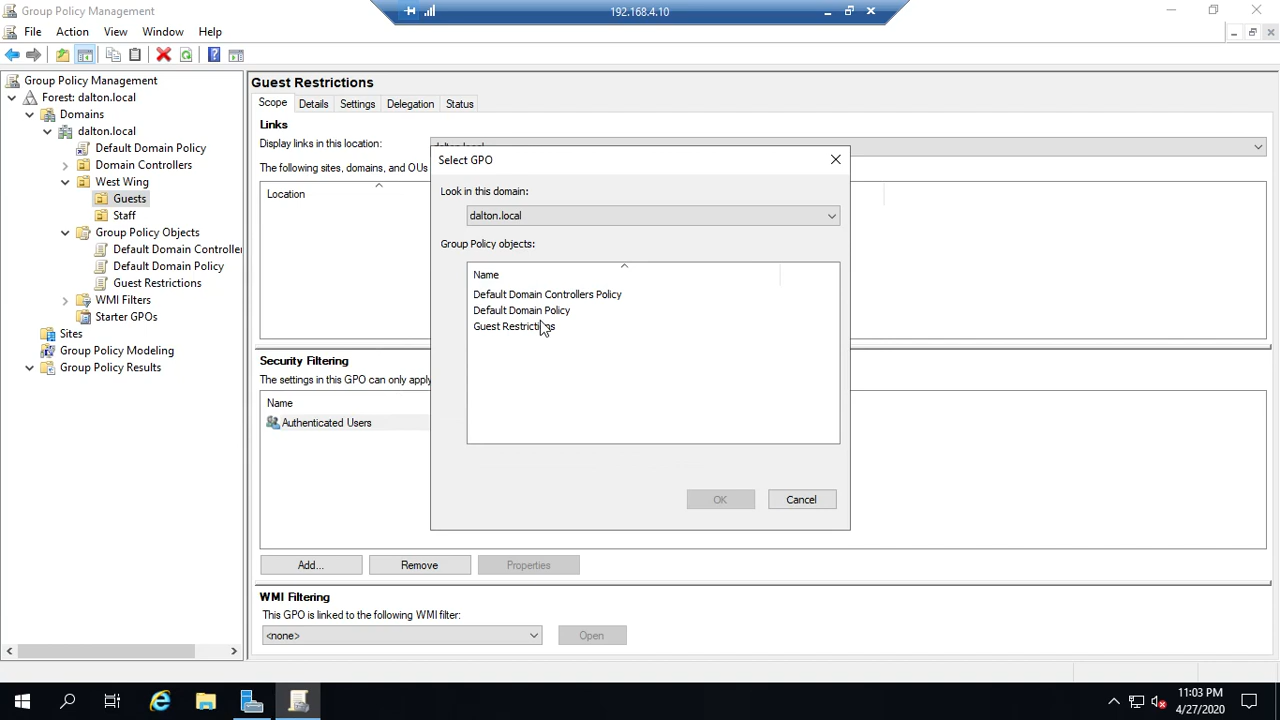 Group Policy Management
192.168.4.10
File Action View Window Help
Group Policy Management
Forest: dalton.local
Domains
dalton.local
Default Domain Policy
Domain Controllers
West Wing
Guests
Staff
Group Policy Objects
Default Domain Controller
Default Domain Policy
Guest Restrictions
WMI Filters
Starter GPOs
Sites
Group Policy Modeling
Group Policy Results
Guest Restrictions
Scope Details Settings Delegation Status
Links
Display links in this location:
The following sites, domains, and OUs
Location
Security Filtering
The settings in this GPO can only apply
Name
Authenticated Users
Add... Remove Properties
WMI Filtering
This GPO is linked to the following WMI filter:
<none> Open
Select GPO
Look in this domain:
dalton.local
Group Policy objects:
Name
Default Domain Controllers Policy
Default Domain Policy
Guest Restrictions
OK Cancel
11:03 PM
4/27/2020